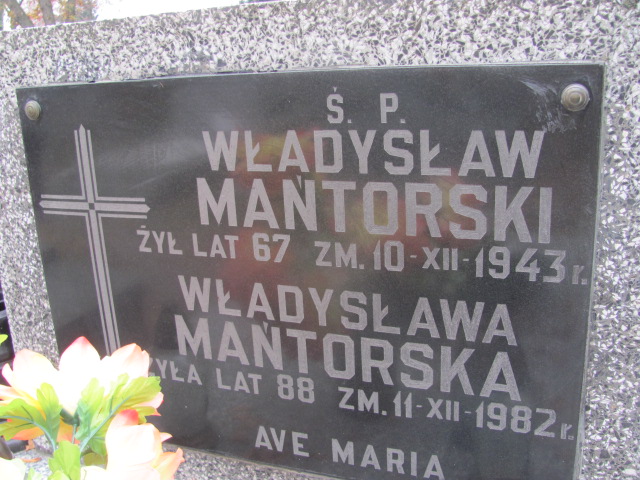 Ś. P.
WŁADYSŁAW
MAŃTORSKI
ŻYŁ LAT 67 ZM. 10-XII-1943 r.
WŁADYSŁAWA
MAŃTORSKA
ŻYŁA LAT 88 ZM. 11-XII-1982 r.
AVE MARIA